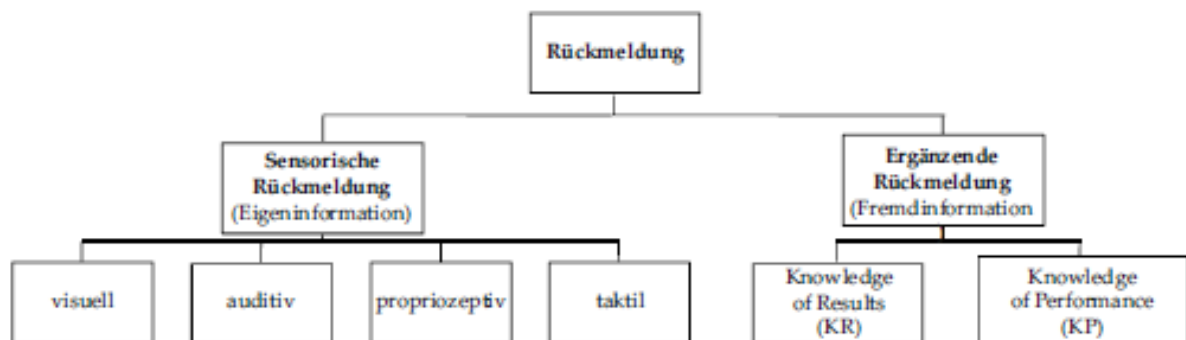 Rückmeldung
Sensorische
Rückmeldung
(Eigeninformation)
Ergänzende
Rückmeldung
(Fremdinformation
visuell
auditiv
propriozeptiv
taktil
Knowledge
of Results
(KR)
Knowledge
of Performance
(KP)